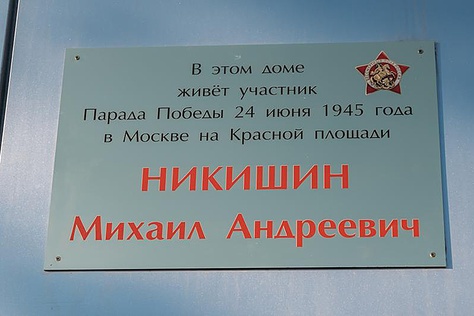 В этом доме
живёт участник
Парада Победы 24 июня 1945 года
в Москве на Красной площади
НИКИШИН
Михаил Андреевич